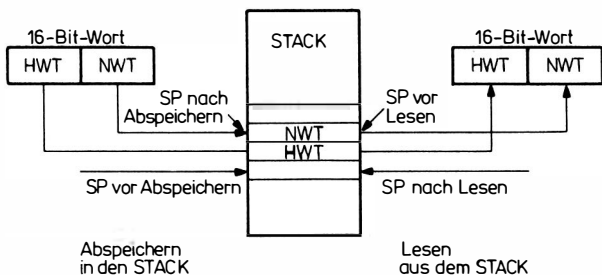 16-Bit-Wort
HWT NWT
SP nach
Abspeichern
SP vor Abspeichern
Abspeichern
in den STACK
STACK
NWT
HWT
16-Bit-Wort
HWT NWT
SP vor
Lesen
SP nach Lesen
Lesen
aus dem STACK